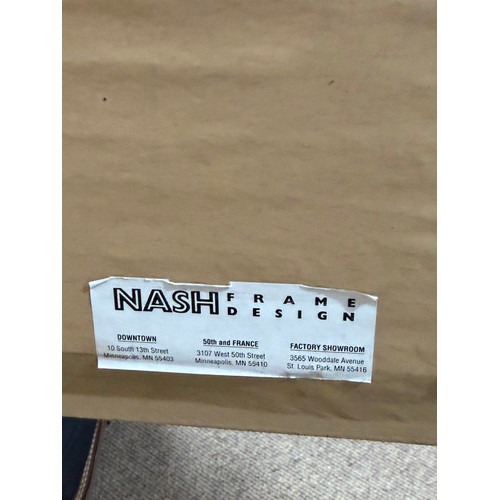 NASH FRAME DESIGN
DOWNTOWN
10 South 13th Street
Minneapolis, MN 55403
50th and FRANCE
3107 West 50th Street
Minneapolis, MN 55410
FACTORY SHOWROOM
3565 Wooddale Avenue
St. Louis Park, MN 55416